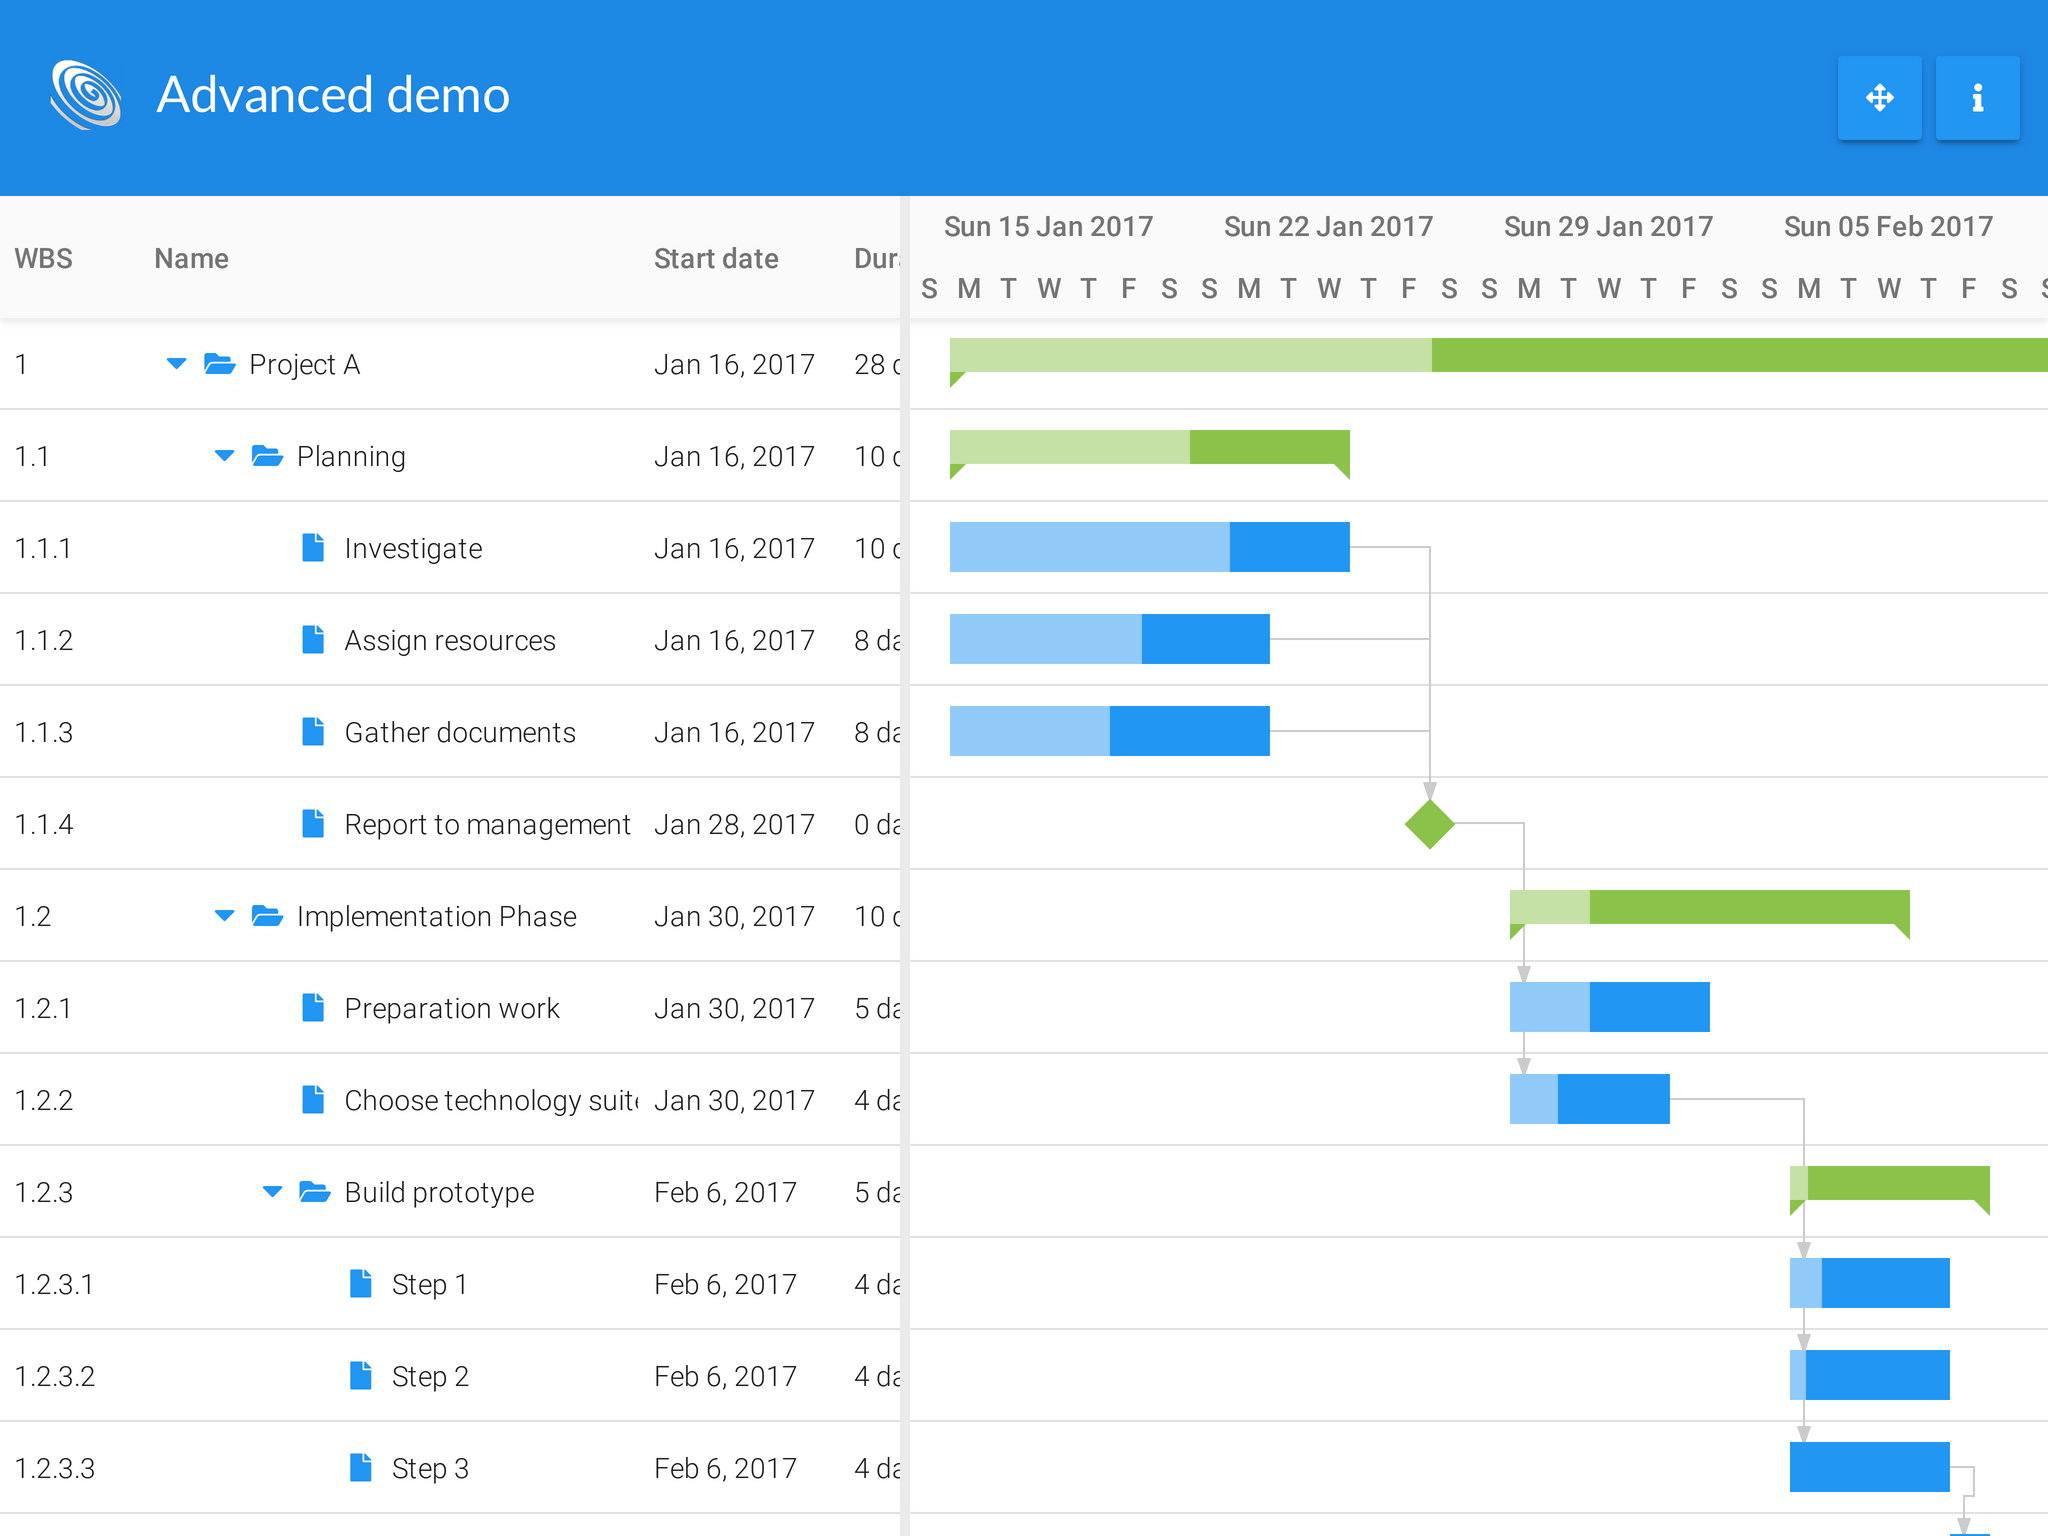 Advanced demo
WBS Name Start date Dura
Sun 15 Jan 2017 Sun 22 Jan 2017 Sun 29 Jan 2017 Sun 05 Feb 2017
S M T W T F S S M T W T F S S M T W T F S S M T W T F S S
1 Project A Jan 16, 2017 28 d
1.1 Planning Jan 16, 2017 10 d
1.1.1 Investigate Jan 16, 2017 10 d
1.1.2 Assign resources Jan 16, 2017 8 da
1.1.3 Gather documents Jan 16, 2017 8 da
1.1.4 Report to management Jan 28, 2017 0 da
1.2 Implementation Phase Jan 30, 2017 10 d
1.2.1 Preparation work Jan 30, 2017 5 da
1.2.2 Choose technology suite Jan 30, 2017 4 da
1.2.3 Build prototype Feb 6, 2017 5 da
1.2.3.1 Step 1 Feb 6, 2017 4 da
1.2.3.2 Step 2 Feb 6, 2017 4 da
1.2.3.3 Step 3 Feb 6, 2017 4 da